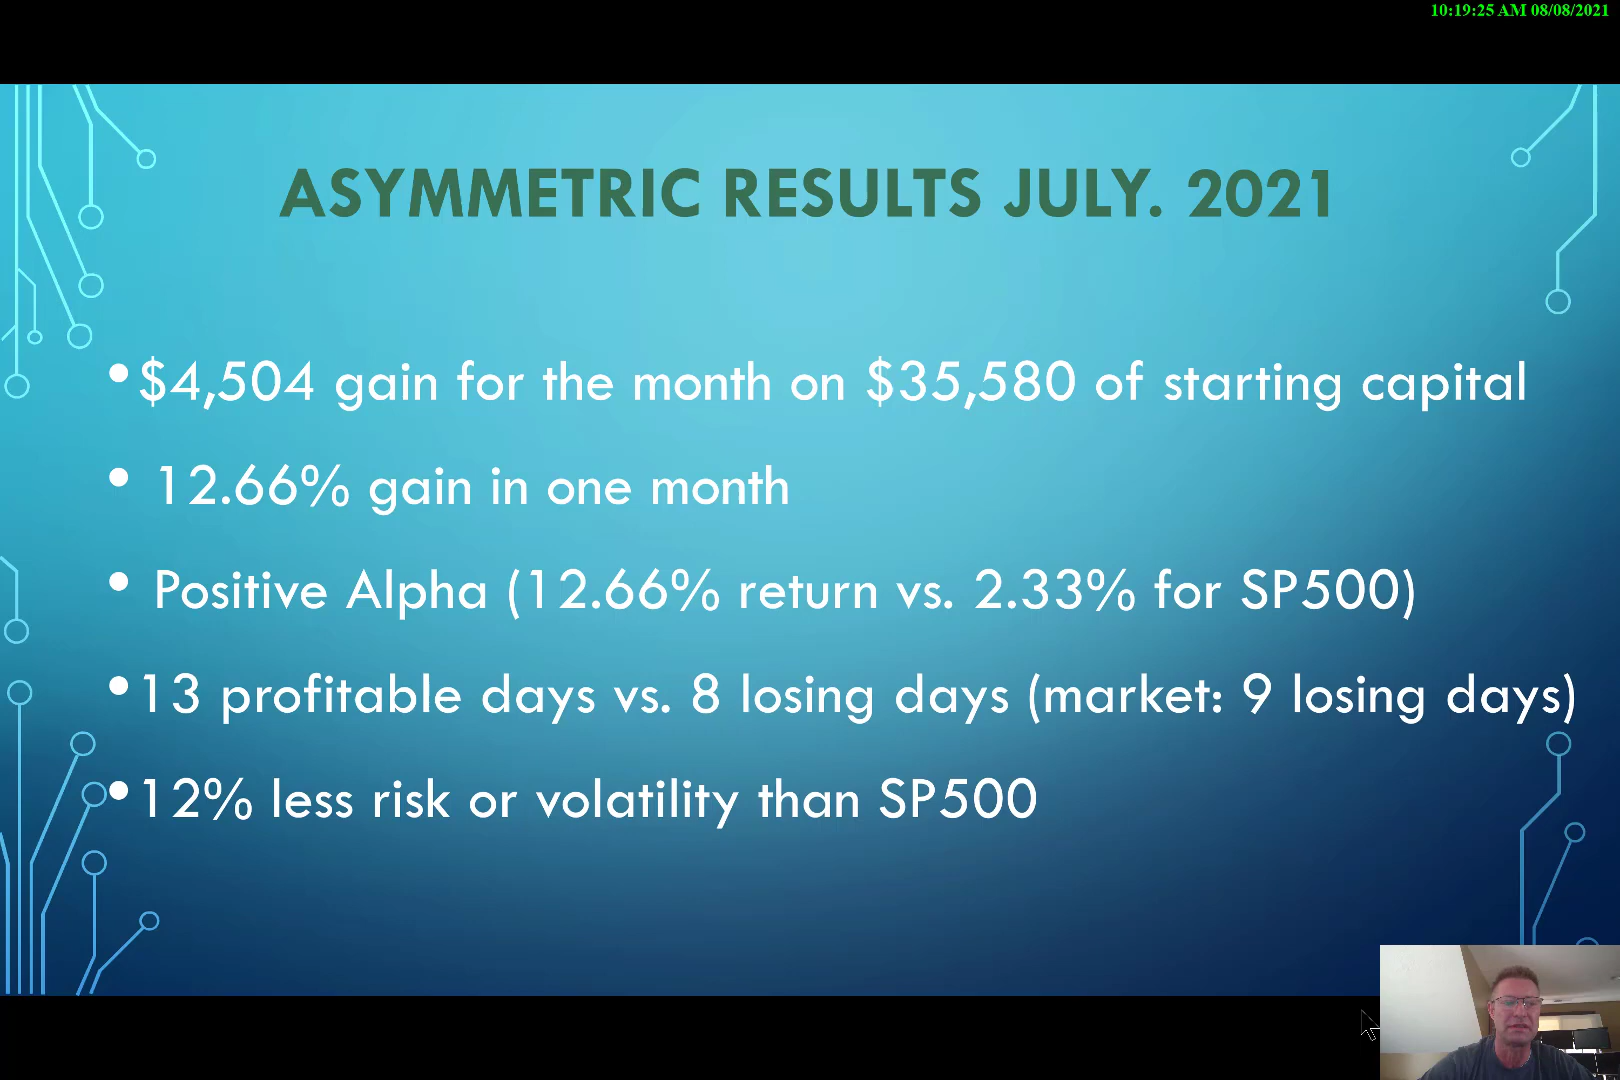 10:19:25 AM 08/08/2021
ASYMMETRIC RESULTS JULY. 2021
•$4,504 gain for the month on $35,580 of starting capital
• 12.66% gain in one month
• Positive Alpha (12.66% return vs. 2.33% for SP500)
•13 profitable days vs. 8 losing days (market: 9 losing days)
•12% less risk or volatility than SP500